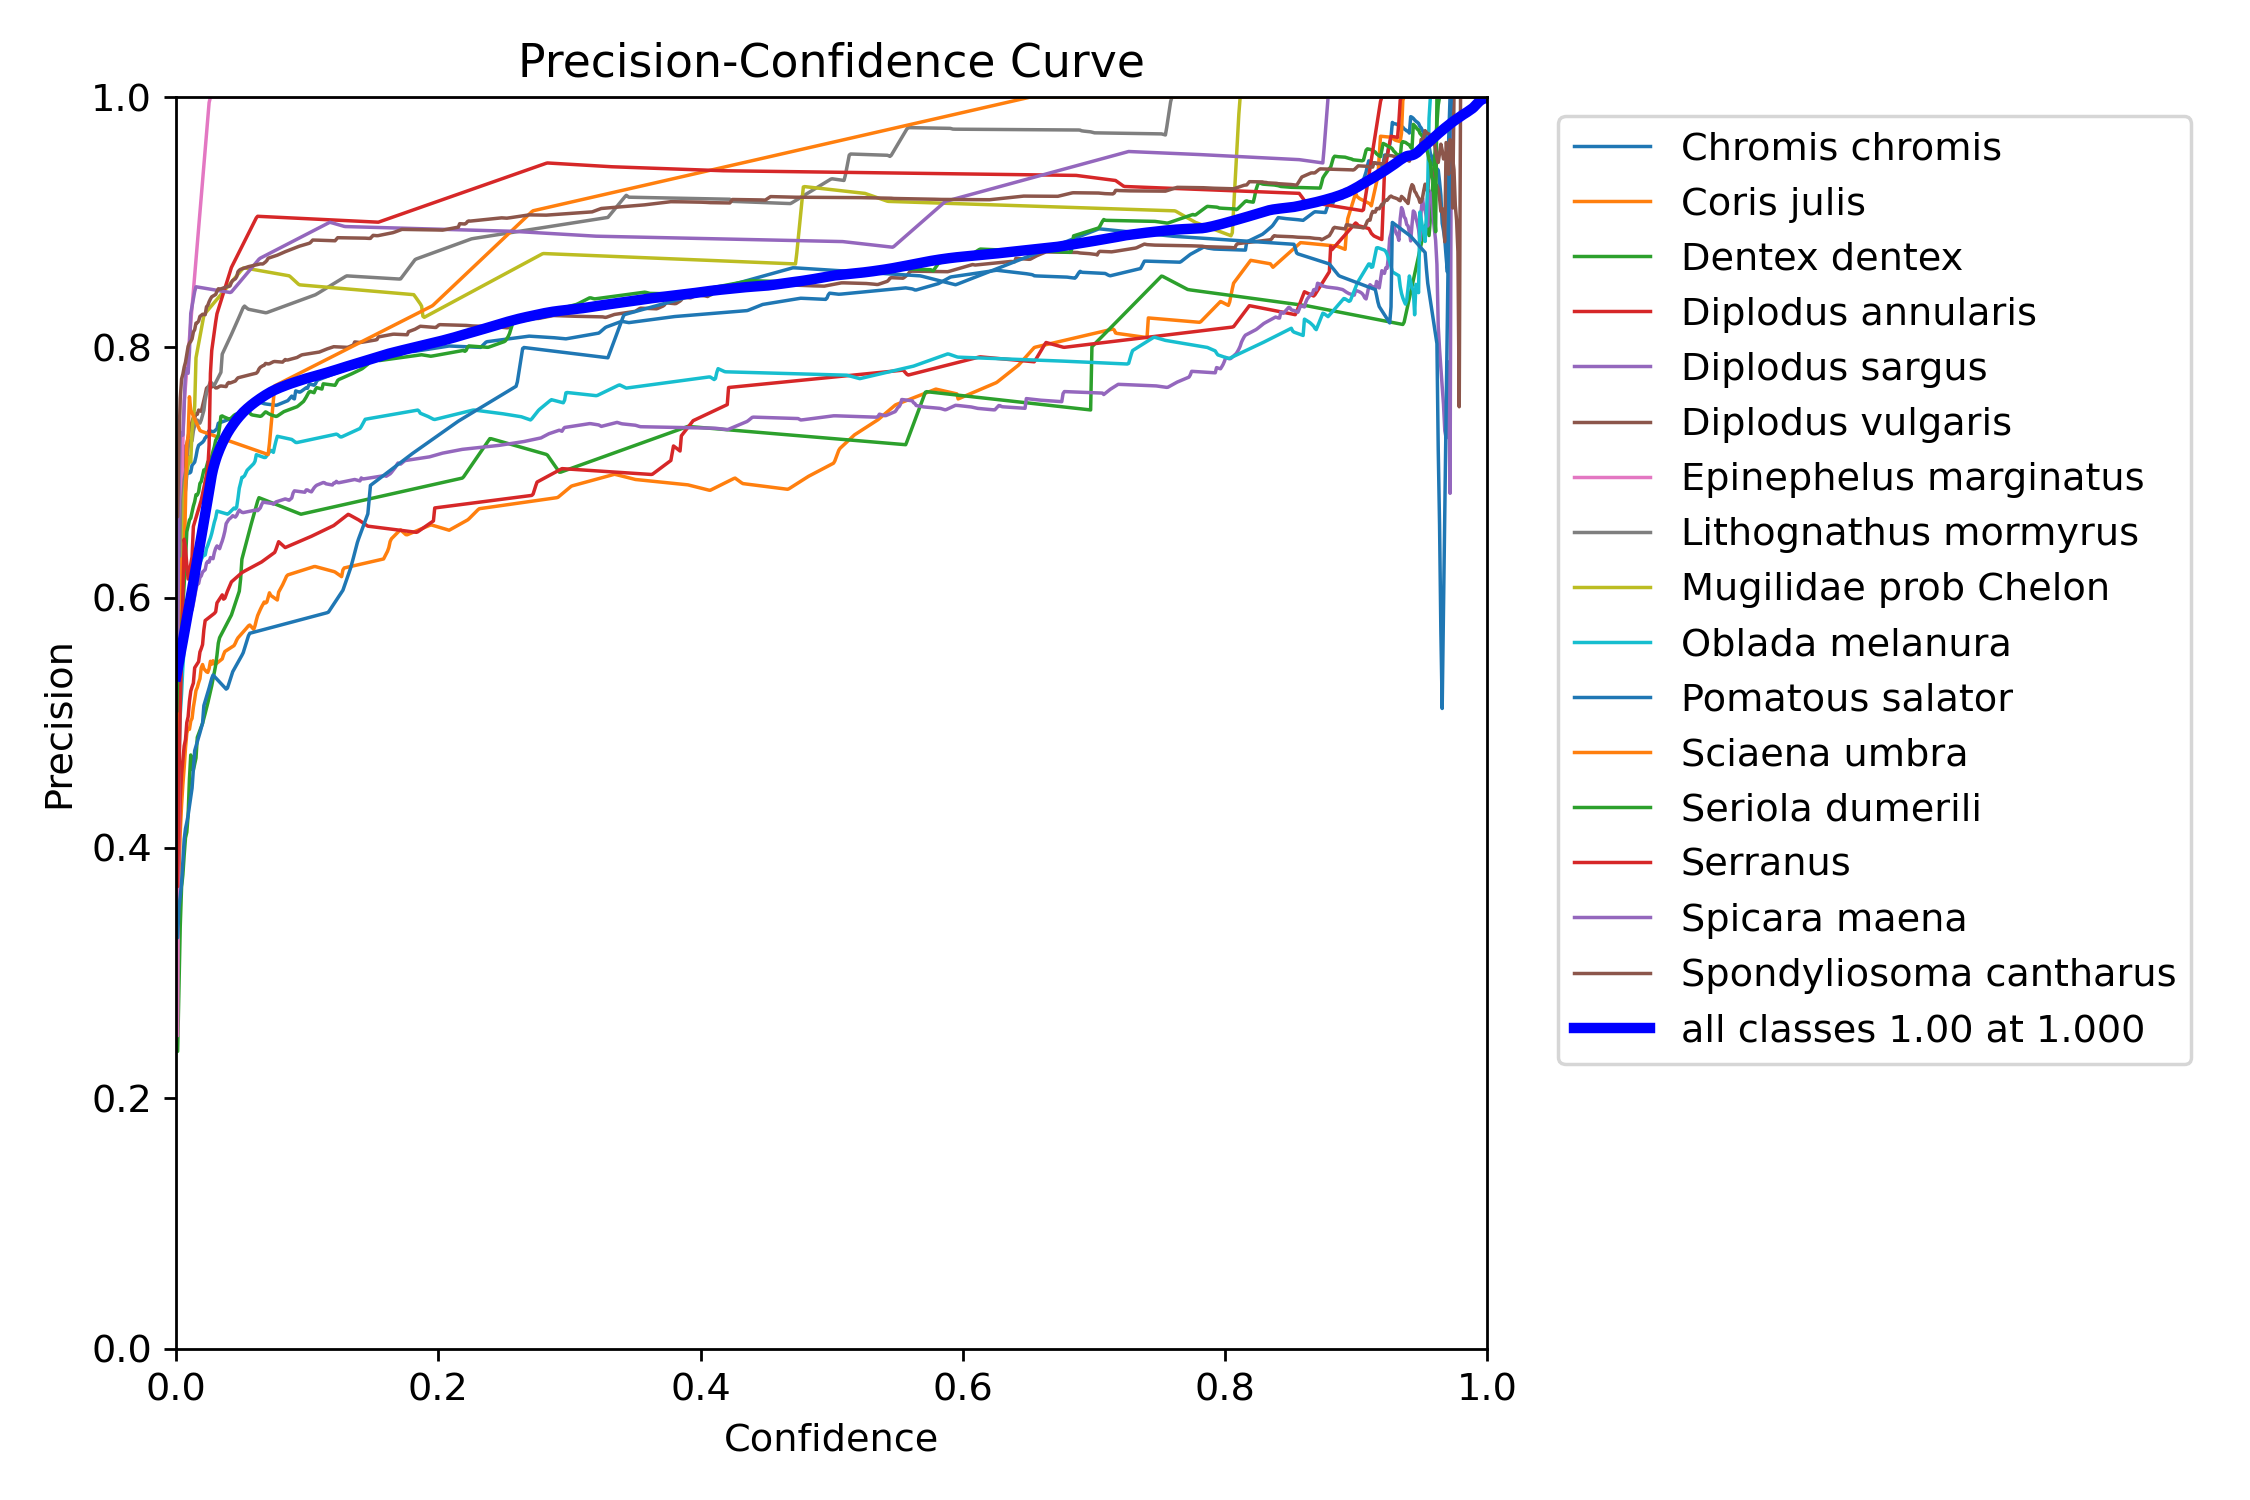 Precision-Confidence Curve
1.0
0.8
0.6
0.4
0.2
0.0
Precision
0.0 0.2 0.4 0.6 0.8 1.0
Confidence
Chromis chromis
Coris julis
Dentex dentex
Diplodus annularis
Diplodus sargus
Diplodus vulgaris
Epinephelus marginatus
Lithognathus mormyrus
Mugilidae prob Chelon
Oblada melanura
Pomatous salator
Sciaena umbra
Seriola dumerili
Serranus
Spicara maena
Spondyliosoma cantharus
all classes 1.00 at 1.000